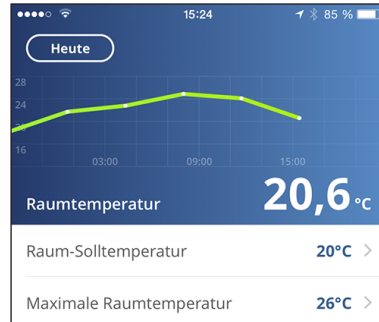 15:24 85 %
Heute
28
24
20
16
03:00 09:00 15:00
Raumtemperatur 20,6 °C
Raum-Solltemperatur 20°C
Maximale Raumtemperatur 26°C